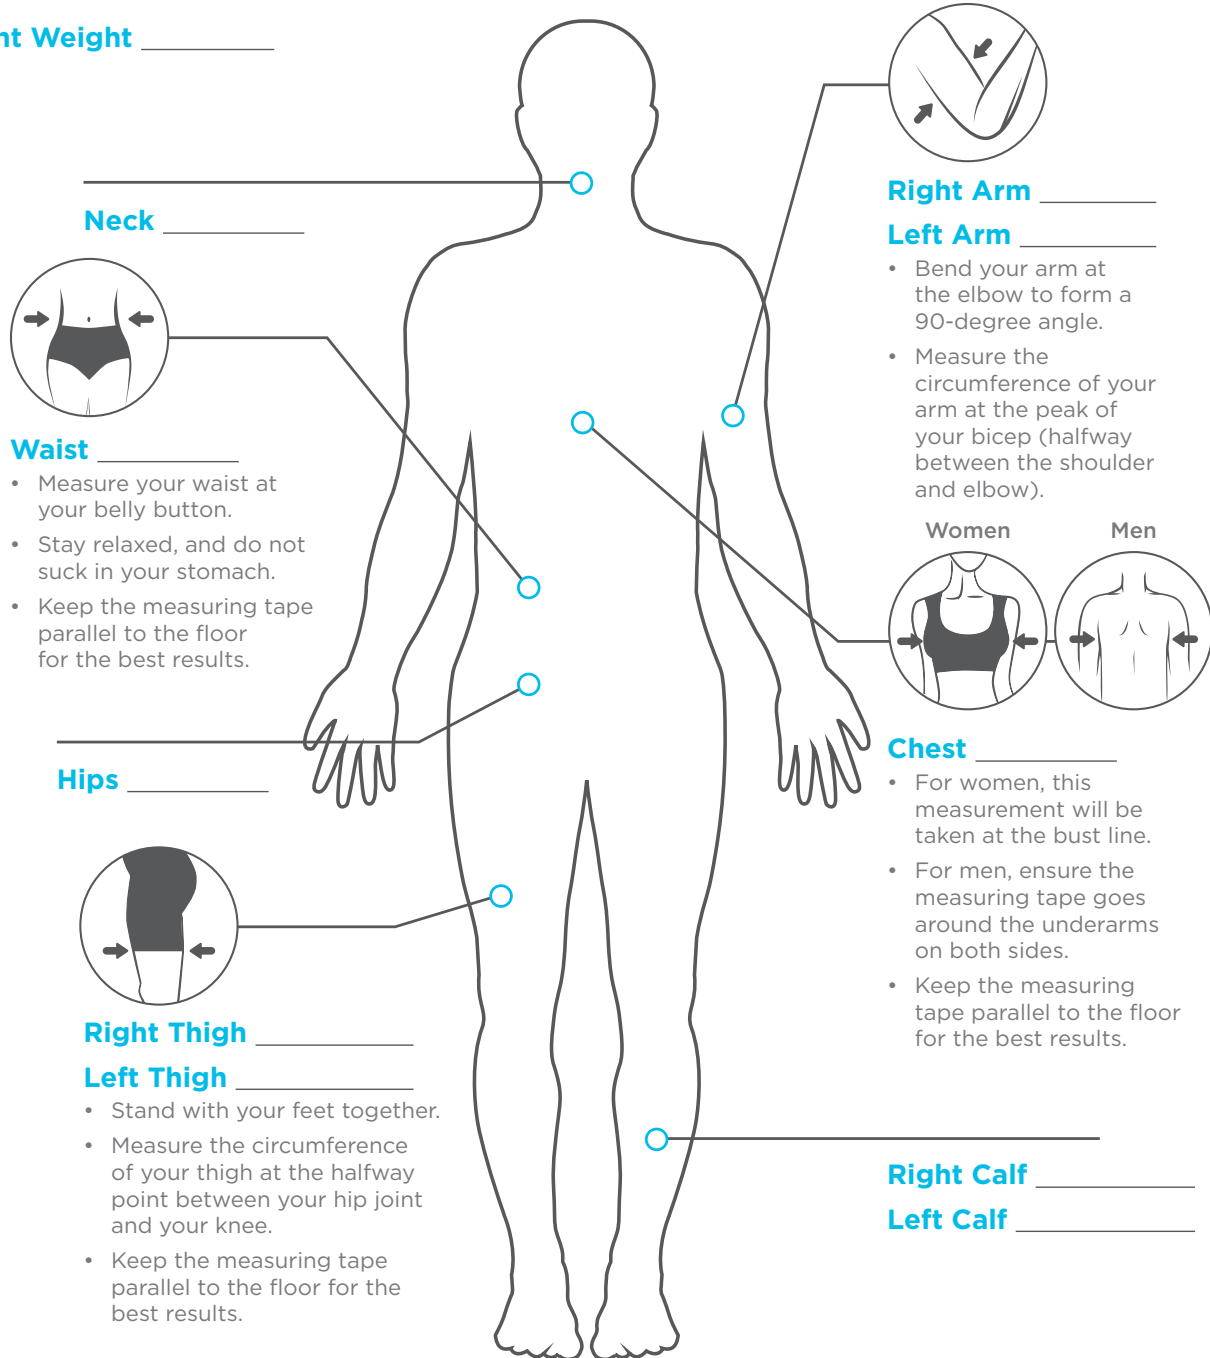 nt Weight
Neck
Waist
• Measure your waist at
your belly button.
• Stay relaxed, and do not
suck in your stomach.
• Keep the measuring tape
parallel to the floor
for the best results.
Hips
Right Thigh
Left Thigh
• Stand with your feet together.
• Measure the circumference
of your thigh at the halfway
point between your hip joint
and your knee.
• Keep the measuring tape
parallel to the floor for the
best results.
Right Arm
Left Arm
• Bend your arm at
the elbow to form a
90-degree angle.
• Measure the
circumference of your
arm at the peak of
your bicep (halfway
between the shoulder
and elbow).
Women
Men
Chest
• For women, this
measurement will be
taken at the bust line.
• For men, ensure the
measuring tape goes
around the underarms
on both sides.
• Keep the measuring
tape parallel to the floor
for the best results.
Right Calf
Left Calf